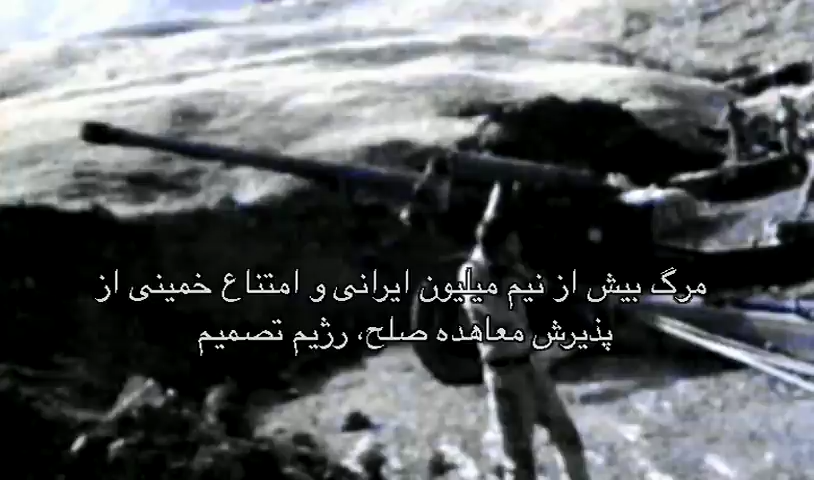 مرگ بیش از نیم میلیون ایرانی و امتناع خمینی از
پذیرش معاهده صلح، رژیم تصمیم